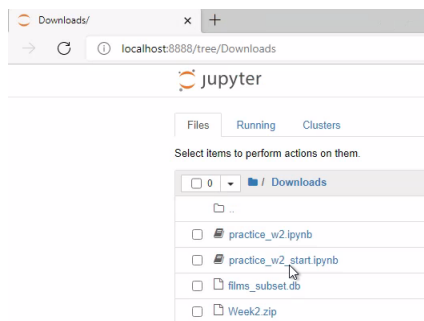 Downloads/
localhost:8888/tree/Downloads
jupyter
Files Running Clusters
Select items to perform actions on them.
0 / Downloads
..
practice_w2.ipynb
practice_w2_start.ipynb
films_subset.db
Week2.zip